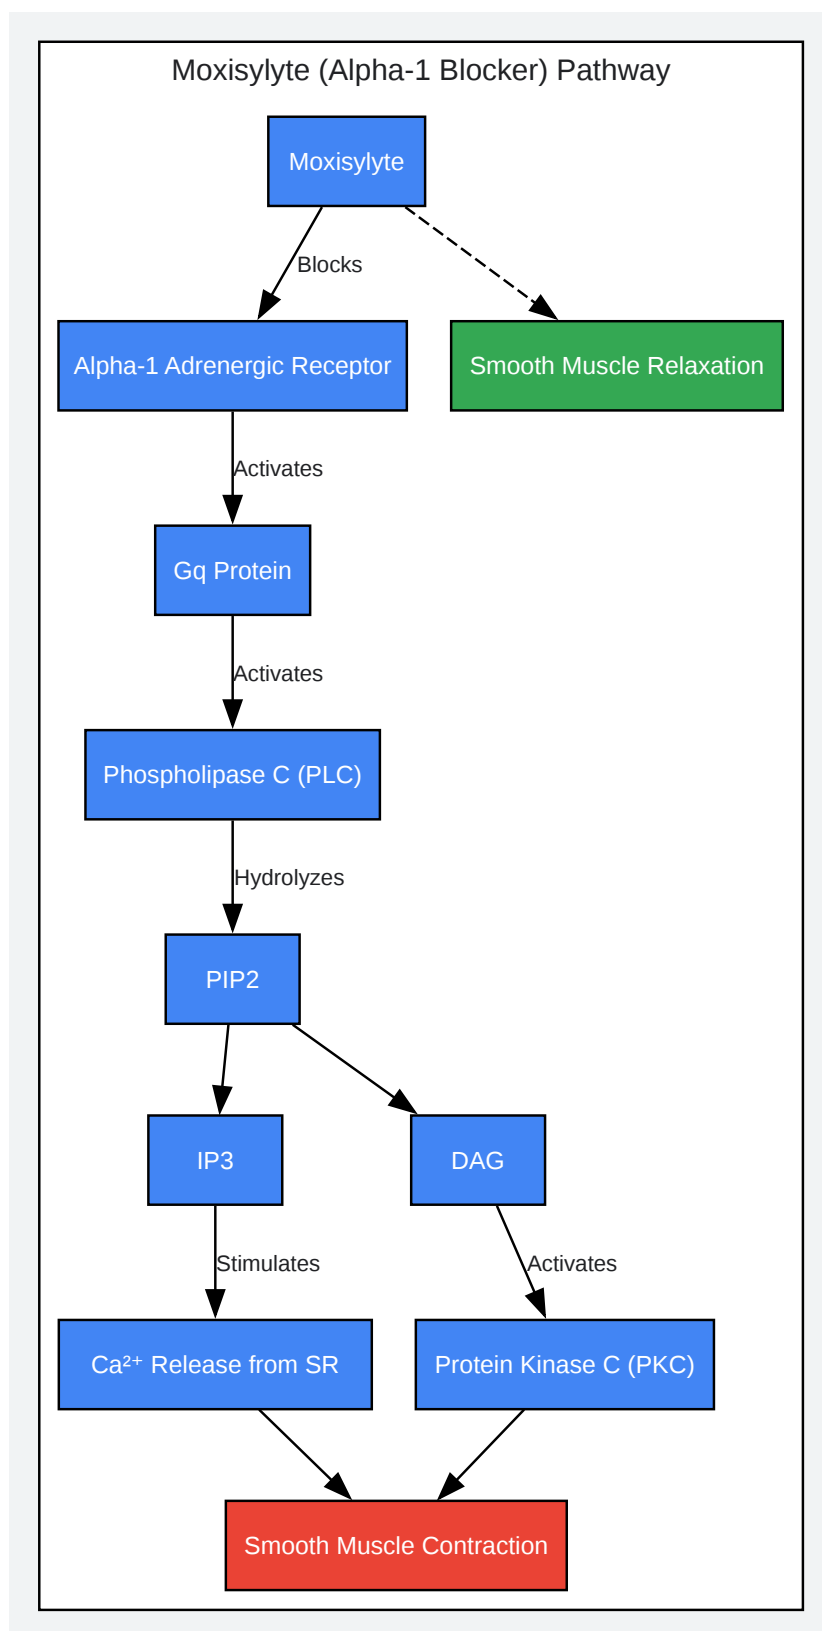 Moxisylyte (Alpha-1 Blocker) Pathway
Moxisylyte
Blocks
Alpha-1 Adrenergic Receptor
Smooth Muscle Relaxation
Activates
Gq Protein
Activates
Phospholipase C (PLC)
Hydrolyzes
PIP2
IP3
DAG
Stimulates
Activates
Ca²⁺ Release from SR
Protein Kinase C (PKC)
Smooth Muscle Contraction